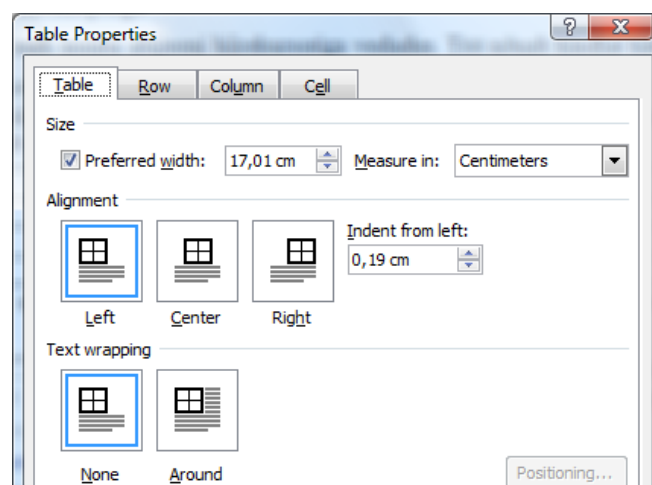 Table Properties
Table Row Column Cell
Size
Preferred width: 17,01 cm Measure in: Centimeters
Alignment
Indent from left:
0,19 cm
Left Center Right
Text wrapping
None Around
Positioning...